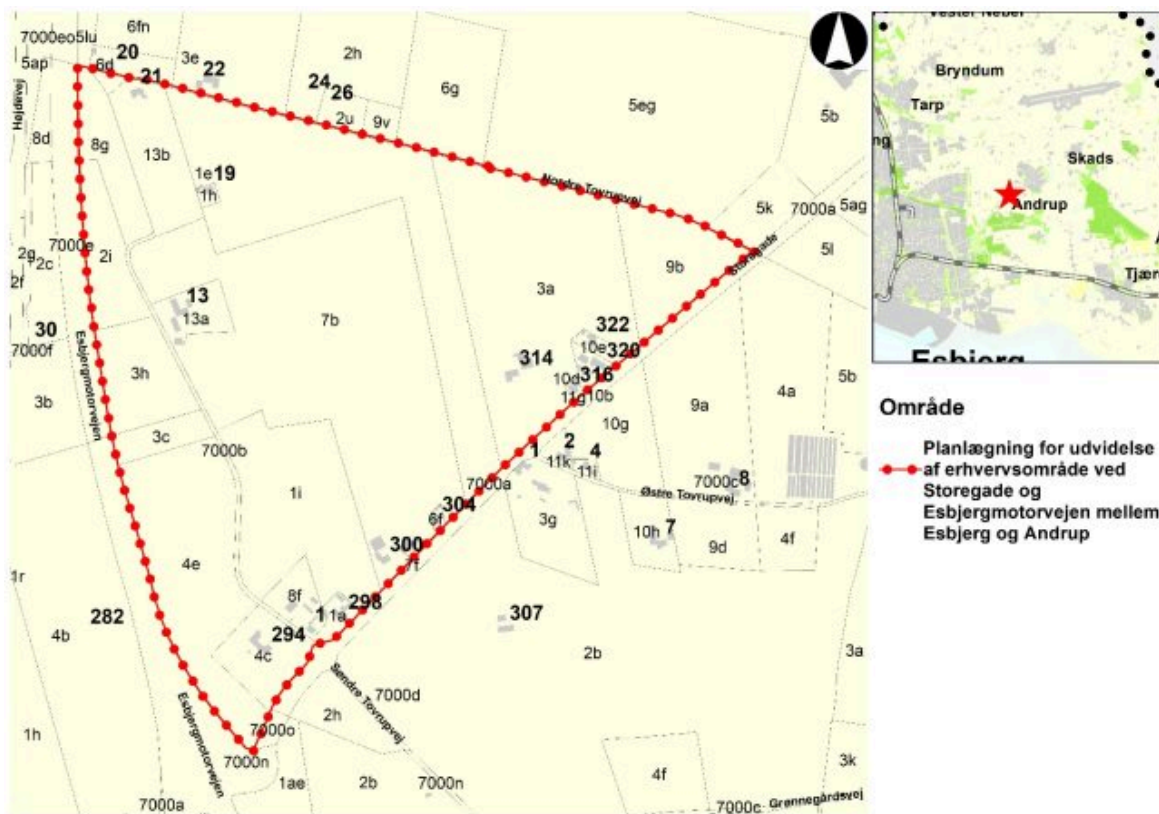 6fn
7000eo5lu
20
2h
5ap
6d
21
3e
22
24
26
6g
5eg
5b
Højdevej
8d
8g
13b
2u
9v
1e19
1h
Nordre Tovrupvej
5k
7000a
5ag
Storegade
5l
7000e
2g
12c
2i
2f
9b
3a
13
13a
7b
30
7000f
Esbjergmotorvejen
3h
3b
322
10e
320
314
10d
316
11g
10b
5b
4a
9a
10g
3c
7000b
1
2
4
11k
11i
7000c
8
Østre Tovrupvej
1i
7000a
6f
304
3g
10h
7
9d
4f
300
7f
1r
4e
8f
1
1a
298
294
4c
282
4b
307
2b
3a
Esbjergmotorvejen
Søndre Tovrupvej
7000d
2h
7000o
7000n
1h
1ae
2b
7000n
7000a
4f
3k
7000c
Grønnegårdsvej
Vester Nebel
Bryndum
Tarp
ng
Skads
Andrup
Tjær
Esbjerg
Område
Planlægning for udvidelse
af erhvervsområde ved
Storegade og
Esbjergmotorvejen mellem
Esbjerg og Andrup